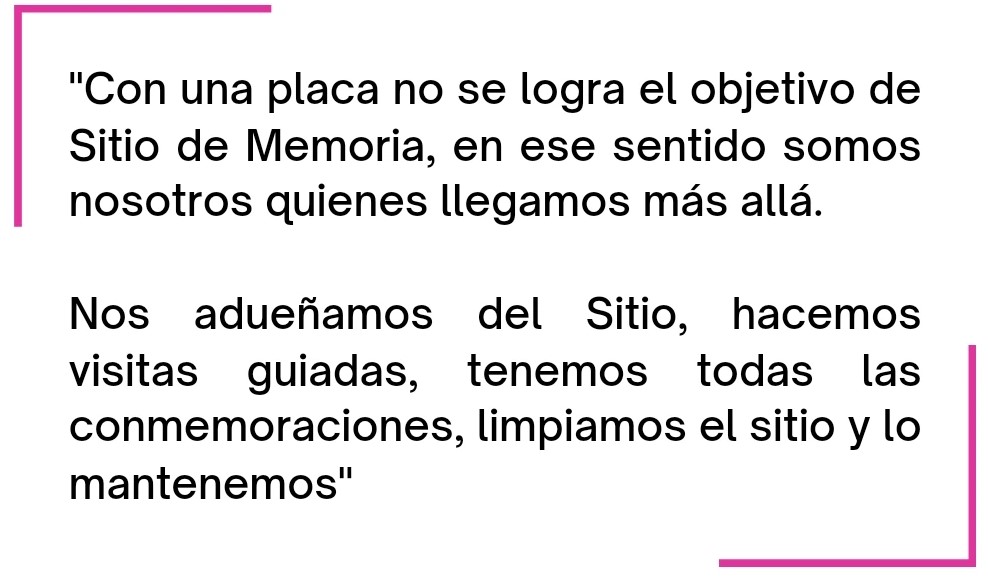 "Con una placa no se logra el objetivo de
Sitio de Memoria, en ese sentido somos
nosotros quienes llegamos más allá.
Nos adueñamos del Sitio, hacemos
visitas guiadas, tenemos todas las
conmemoraciones, limpiamos el sitio y lo
mantenemos"